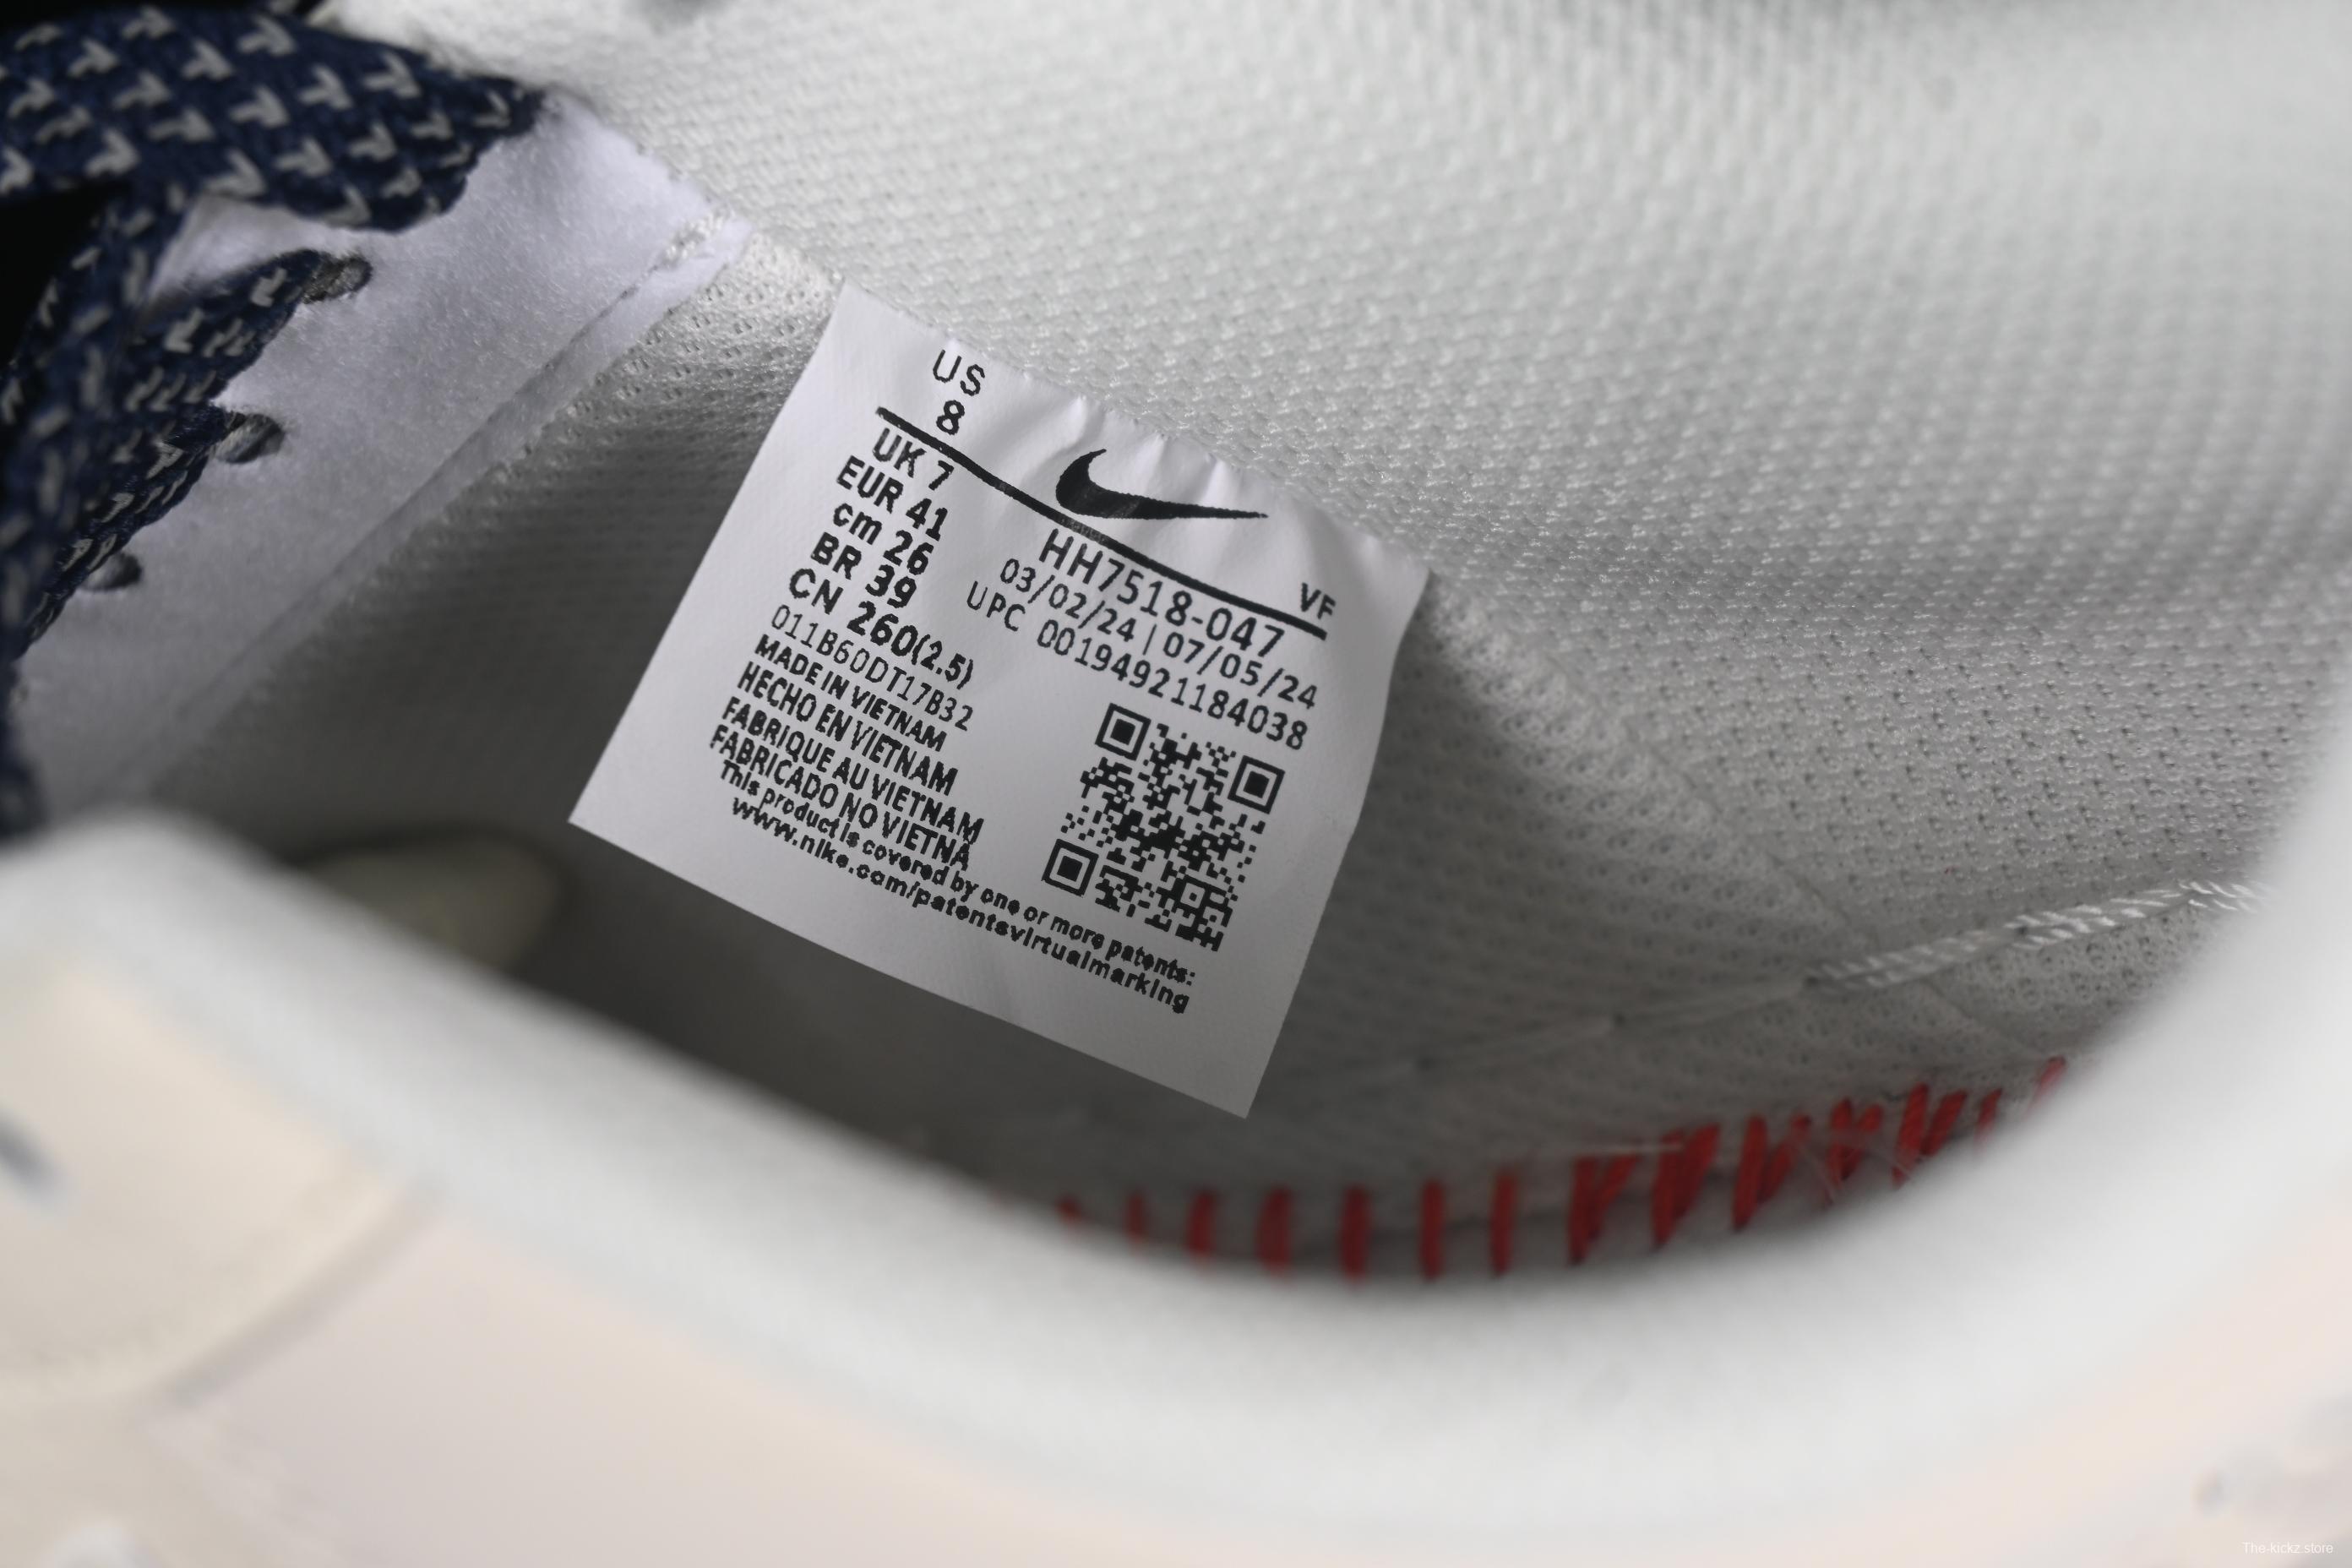 US
8
VF
UK 7
EUR 41
cm 26
BR 39
CN 260(2.5)
011B60DT17B32
HH7518-047
03/02/24 | 07/05/24
UPC 00194921184038
MADE IN VIETNAM
HECHO EN VIETNAM
FABRIQUE AU VIETNAM
FABRICADO NO VIETNÃ
This product is covered by one or more patents:
www.nike.com/patentsvirtualmarking
The-kickz.store